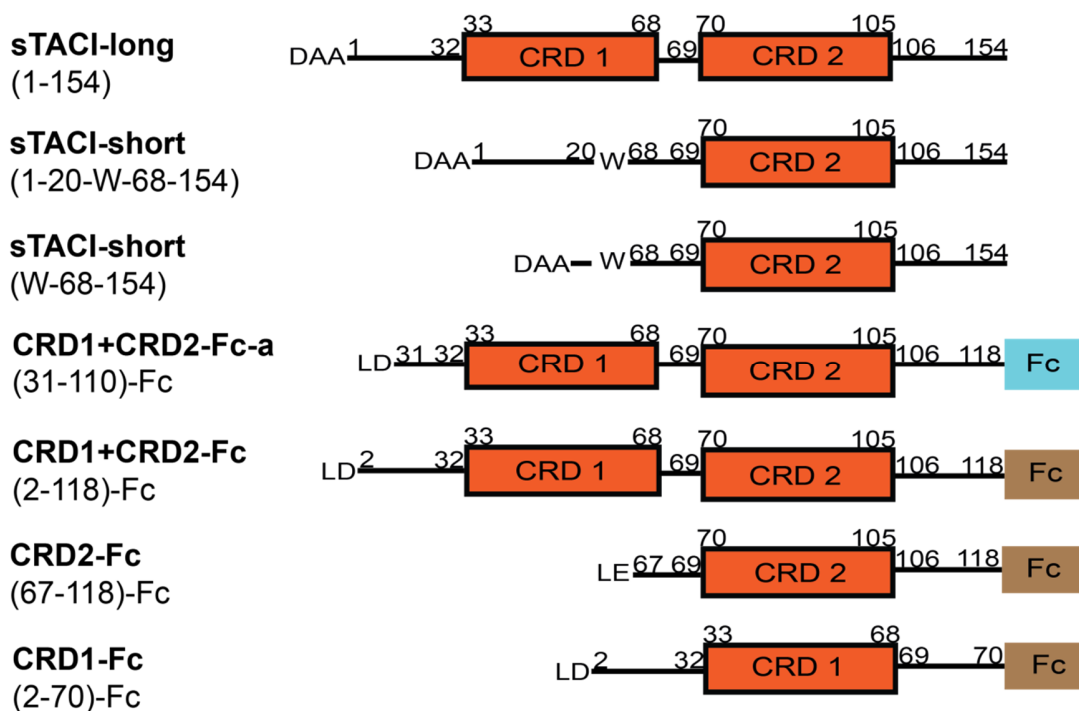 33 68 70 105
sTACI-long DAA 1 32 CRD 1 69 CRD 2 106 154
(1-154)
sTACI-short 70 105
DAA 1 20 W 68 69 CRD 2 106 154
(1-20-W-68-154)
sTACI-short 70 105
DAA W 68 69 CRD 2 106 154
(W-68-154)
CRD1+CRD2-Fc-a 33 68 70 105
LD 31 32 CRD 1 69 CRD 2 106 118 Fc
(31-110)-Fc
CRD1+CRD2-Fc 33 68 70 105
LD 2 32 CRD 1 69 CRD 2 106 118 Fc
(2-118)-Fc
CRD2-Fc 70 105
LE 67 69 CRD 2 106 118 Fc
(67-118)-Fc
33 68
CRD1-Fc LD 2 32 CRD 1 69 70 Fc
(2-70)-Fc